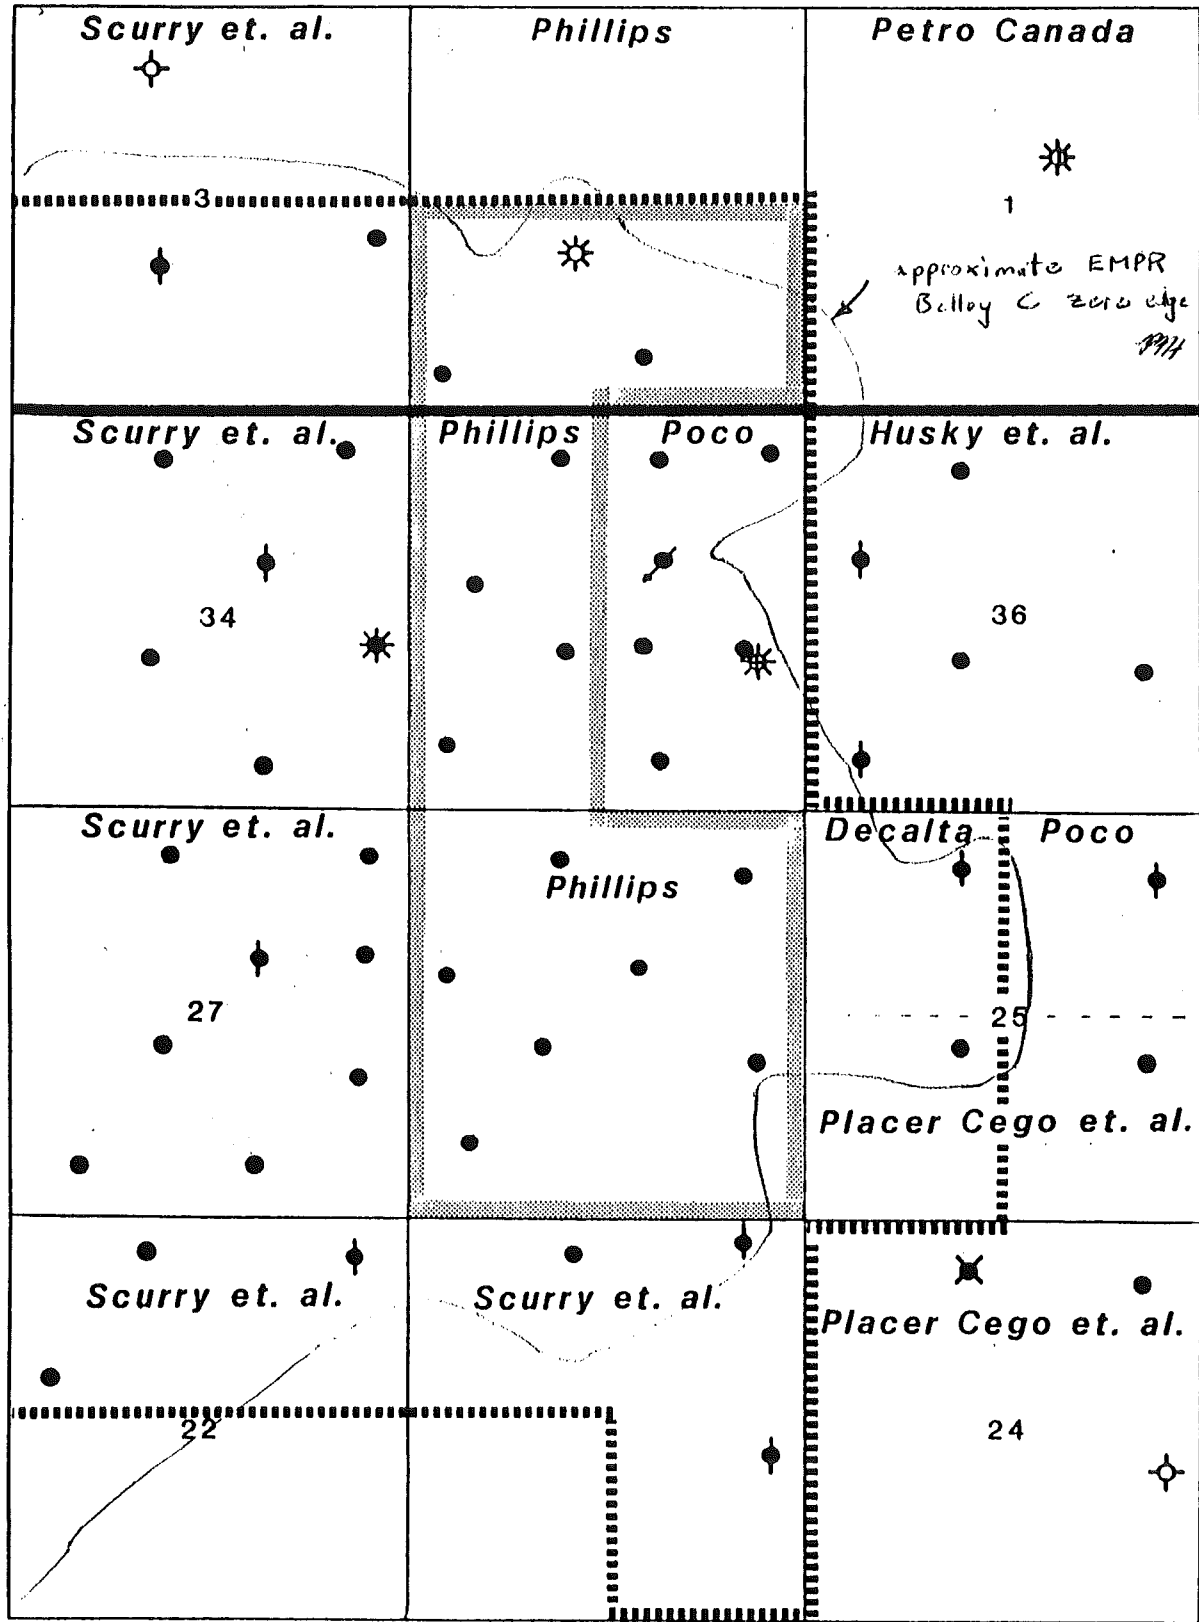 Scurry et. al.
Phillips
Petro Canada
3
1
approximate EMPR
Belloy C zero edge
Scurry et. al.
Phillips
Poco
Husky et. al.
34
36
Scurry et. al.
Decalta
Poco
Phillips
27
25
Placer Cego et. al.
Scurry et. al.
Scurry et. al.
Placer Cego et. al.
22
24